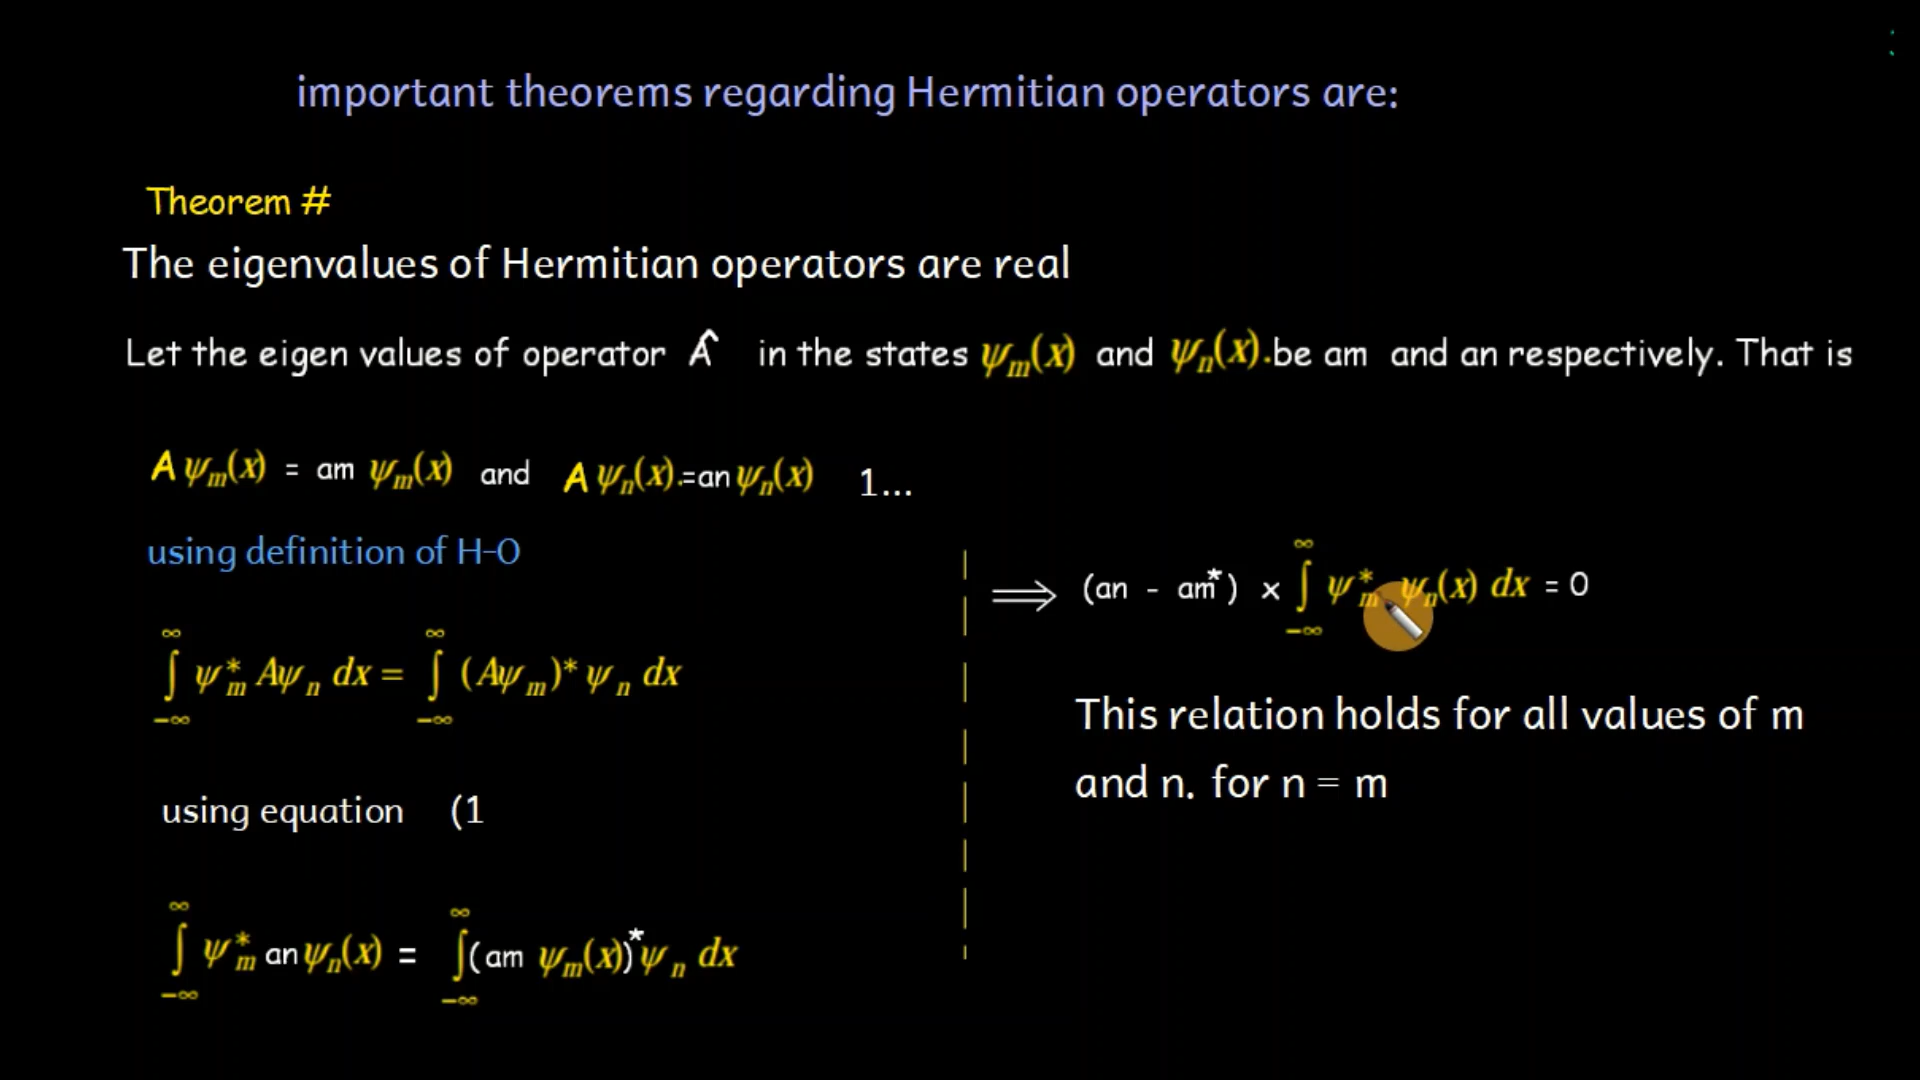 important theorems regarding Hermitian operators are:
Theorem #
The eigenvalues of Hermitian operators are real
Let the eigen values of operator Â in the states ψₘ(x) and ψₙ(x).be am and an respectively. That is
A ψₘ(x) = am ψₘ(x) and A ψₙ(x).=an ψₙ(x) 1...
using definition of H-O
∫_{-∞}^{∞} ψ*ₘ Aψₙ dx = ∫_{-∞}^{∞} (Aψₘ)* ψₙ dx
using equation (1
∫_{-∞}^{∞} ψ*ₘ an ψₙ(x) = ∫_{-∞}^{∞} (am ψₘ(x))* ψₙ dx
⟹ (an - am*) x ∫_{-∞}^{∞} ψ*ₘ ψₙ(x) dx = 0
This relation holds for all values of m
and n. for n = m